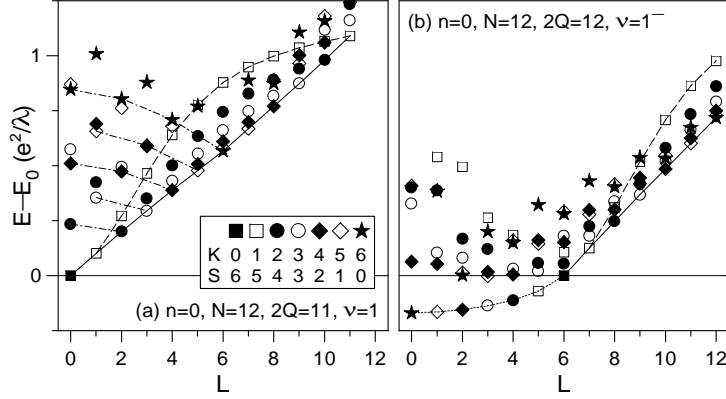 (b) n=0, N=12, 2Q=12, ν=1⁻
1
0
E−E₀ (e²/λ)
K 0 1 2 3 4 5 6
S 6 5 4 3 2 1 0
(a) n=0, N=12, 2Q=11, ν=1
0 2 4 6 8 10 12
0 2 4 6 8 10 12
L
L